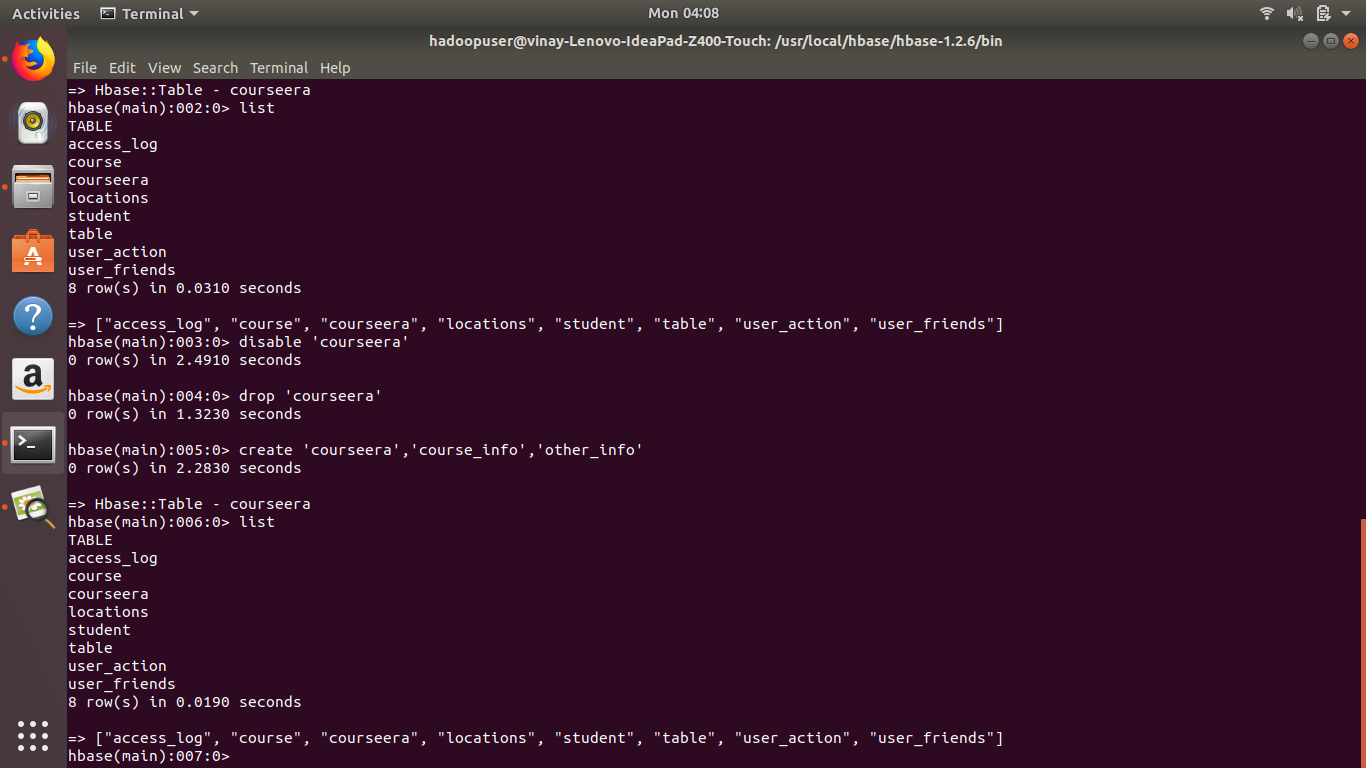 Activities Terminal Mon 04:08
hadoopuser@vinay-Lenovo-IdeaPad-Z400-Touch: /usr/local/hbase/hbase-1.2.6/bin
File Edit View Search Terminal Help
=> Hbase::Table - courseera
hbase(main):002:0> list
TABLE
access_log
course
courseera
locations
student
table
user_action
user_friends
8 row(s) in 0.0310 seconds
=> ["access_log", "course", "courseera", "locations", "student", "table", "user_action", "user_friends"]
hbase(main):003:0> disable 'courseera'
0 row(s) in 2.4910 seconds
hbase(main):004:0> drop 'courseera'
0 row(s) in 1.3230 seconds
hbase(main):005:0> create 'courseera','course_info','other_info'
0 row(s) in 2.2830 seconds
=> Hbase::Table - courseera
hbase(main):006:0> list
TABLE
access_log
course
courseera
locations
student
table
user_action
user_friends
8 row(s) in 0.0190 seconds
=> ["access_log", "course", "courseera", "locations", "student", "table", "user_action", "user_friends"]
hbase(main):007:0>